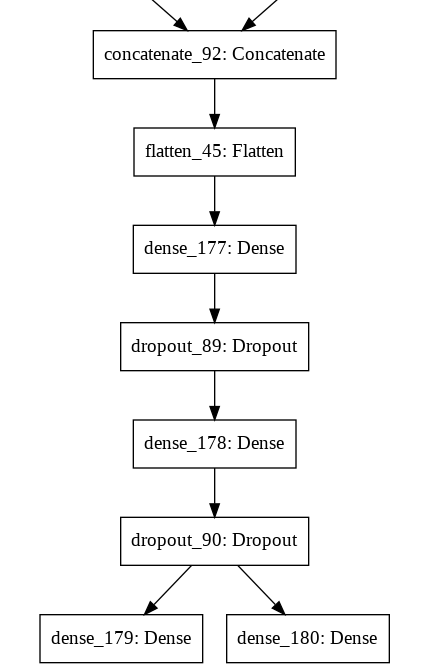 concatenate_92: Concatenate
flatten_45: Flatten
dense_177: Dense
dropout_89: Dropout
dense_178: Dense
dropout_90: Dropout
dense_179: Dense
dense_180: Dense